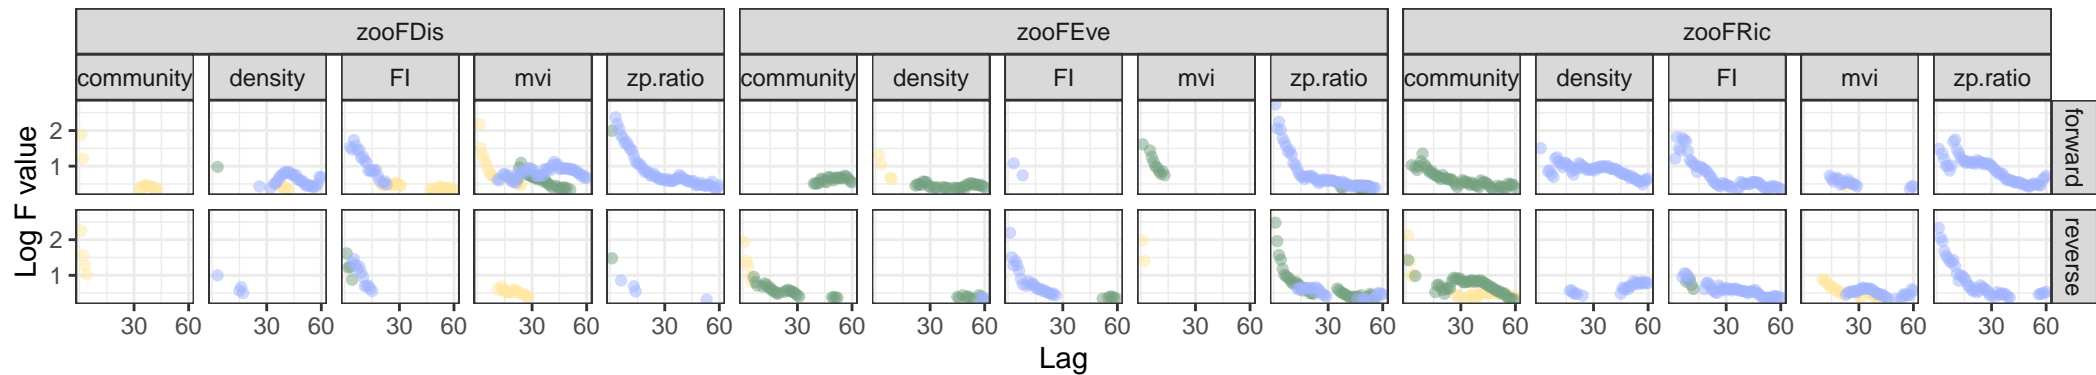 zooFDis zooFEve zooFRic
community density FI mvi zp.ratio community density FI mvi zp.ratio community density FI mvi zp.ratio
Log F value
2
1
forward
2
1
reverse
30 60 30 60 30 60 30 60 30 60 30 60 30 60 30 60 30 60 30 60 30 60 30 60 30 60 30 60 30 60
Lag